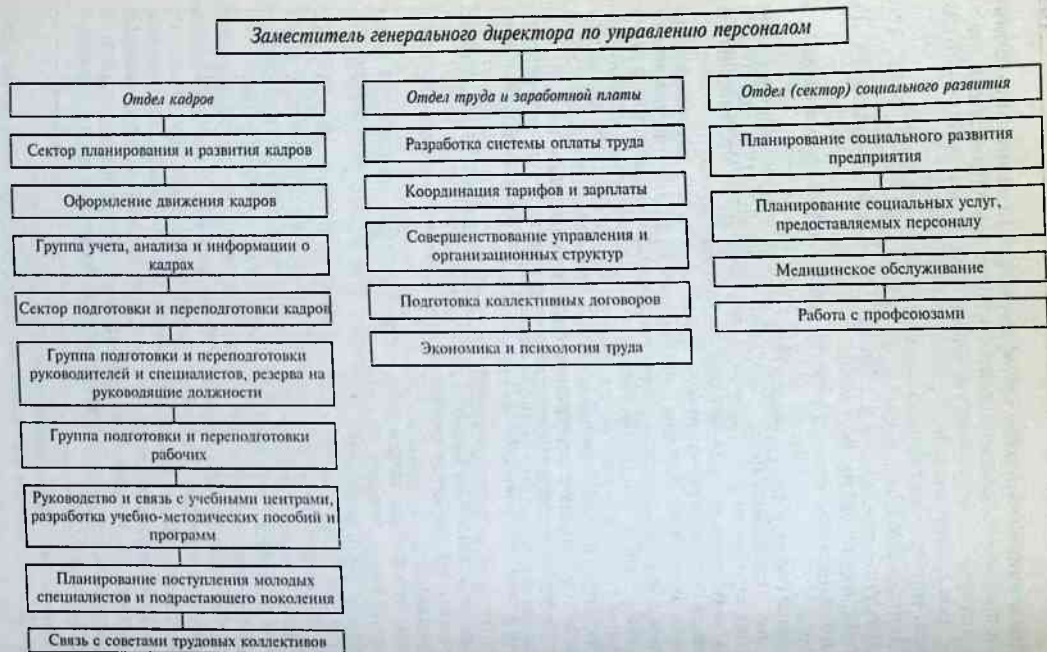 Заместитель генерального директора по управлению персоналом
Отдел кадров
Сектор планирования и развития кадров
Оформление движения кадров
Группа учета, анализа и информации о
кадрах
Сектор подготовки и переподготовки кадров
Группа подготовки и переподготовки
руководителей и специалистов, резерва на
руководящие должности
Группа подготовки и переподготовки
рабочих
Руководство и связь с учебными центрами,
разработка учебно-методических пособий и
программ
Планирование поступления молодых
специалистов и подрастающего поколения
Связь с советами трудовых коллективов
Отдел труда и заработной платы
Разработка системы оплаты труда
Координация тарифов и зарплаты
Совершенствование управления и
организационных структур
Подготовка коллективных договоров
Экономика и психология труда
Отдел (сектор) социального развития
Планирование социального развития
предприятия
Планирование социальных услуг,
предоставляемых персоналу
Медицинское обслуживание
Работа с профсоюзами